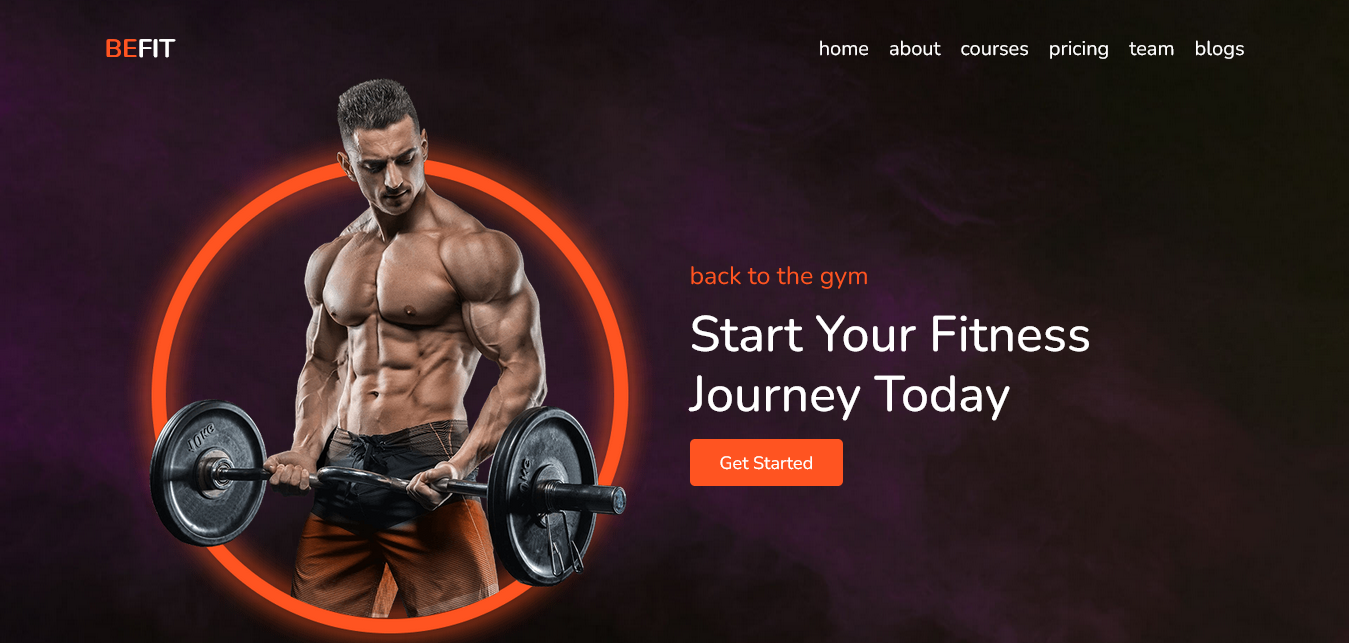 BEFIT
home about courses pricing team blogs
back to the gym
Start Your Fitness
Journey Today
Get Started
10KG